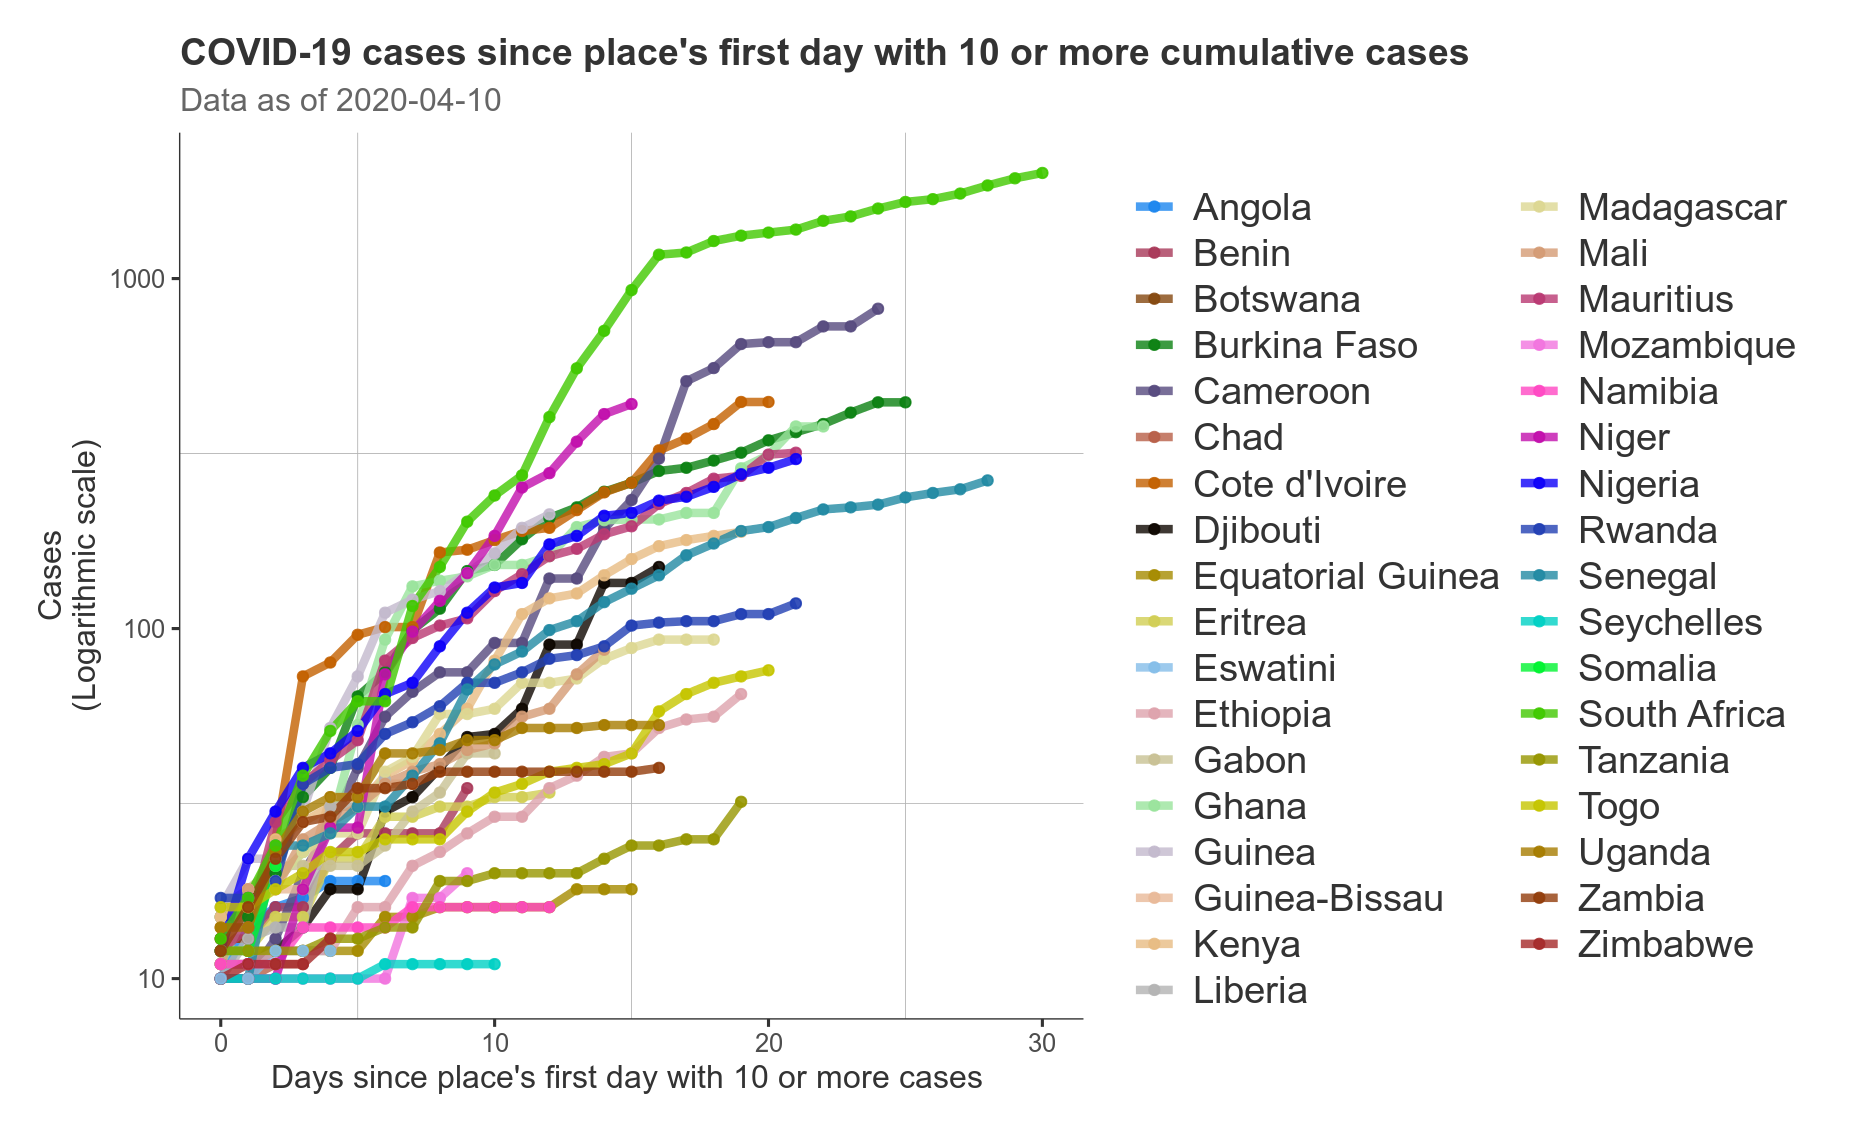 COVID-19 cases since place's first day with 10 or more cumulative cases
Data as of 2020-04-10
Cases
(Logarithmic scale)
1000
100
10
0
10
20
30
Days since place's first day with 10 or more cases
Angola
Benin
Botswana
Burkina Faso
Cameroon
Chad
Cote d'Ivoire
Djibouti
Equatorial Guinea
Eritrea
Eswatini
Ethiopia
Gabon
Ghana
Guinea
Guinea-Bissau
Kenya
Liberia
Madagascar
Mali
Mauritius
Mozambique
Namibia
Niger
Nigeria
Rwanda
Senegal
Seychelles
Somalia
South Africa
Tanzania
Togo
Uganda
Zambia
Zimbabwe